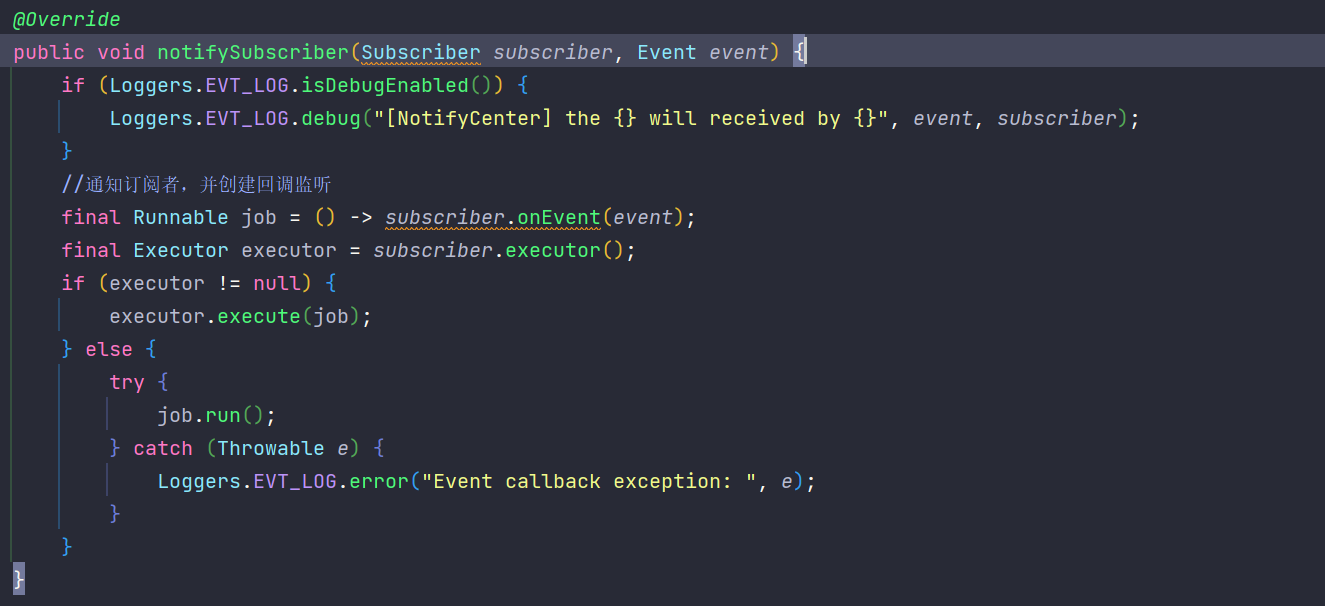 @Override
public void notifySubscriber(Subscriber subscriber, Event event) {
if (Loggers.EVT_LOG.isDebugEnabled()) {
Loggers.EVT_LOG.debug("[NotifyCenter] the {} will received by {}", event, subscriber);
}
//通知订阅者，并创建回调监听
final Runnable job = () -> subscriber.onEvent(event);
final Executor executor = subscriber.executor();
if (executor != null) {
executor.execute(job);
} else {
try {
job.run();
} catch (Throwable e) {
Loggers.EVT_LOG.error("Event callback exception: ", e);
}
}
}